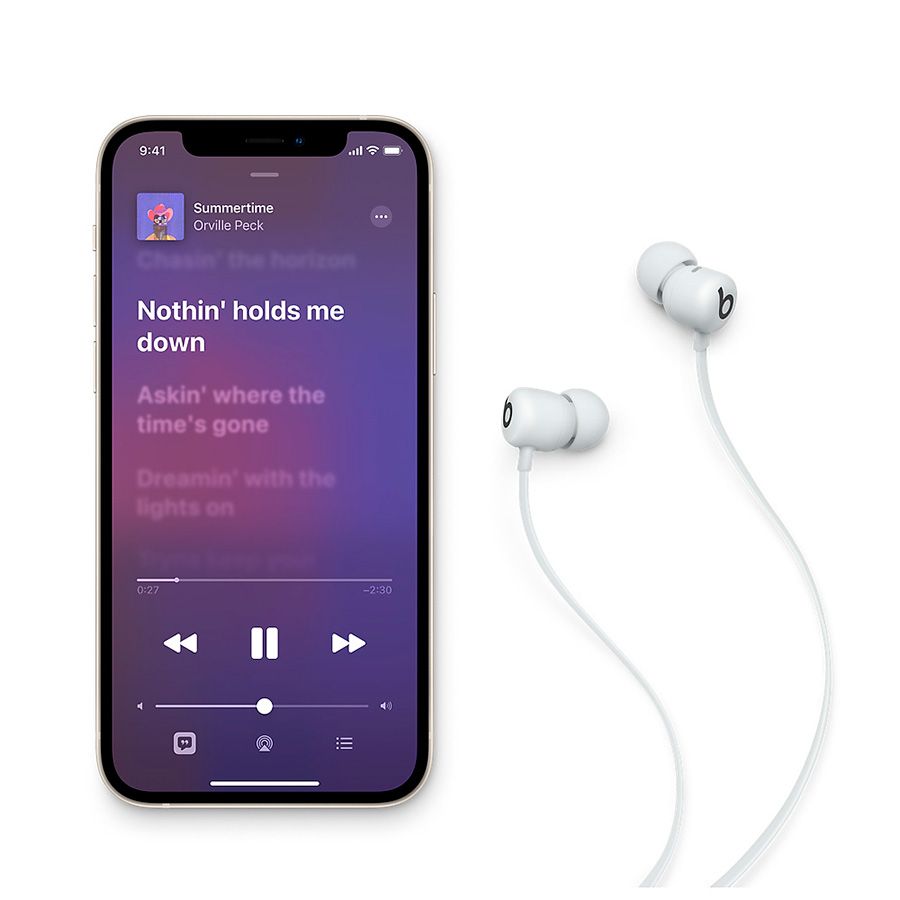 9:41
Summertime
Orville Peck
Chasin' the horizon
Nothin' holds me
down
Askin' where the
time's gone
Dreamin' with the
lights on
0:27
-2:30
b
b